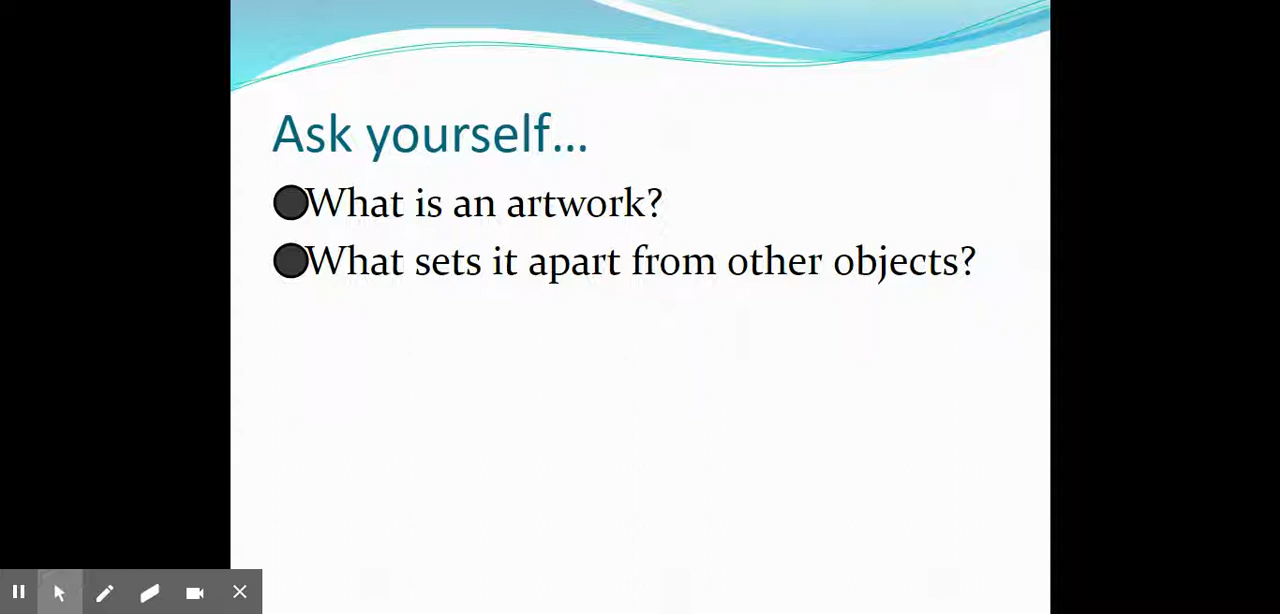 Ask yourself...
What is an artwork?
What sets it apart from other objects?